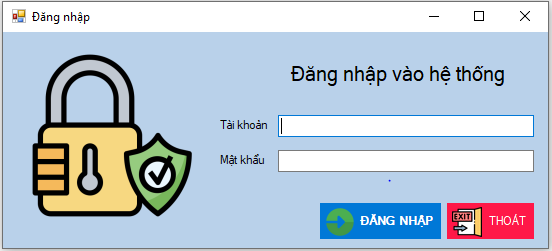 Đăng nhập
Đăng nhập vào hệ thống
Tài khoản
Mật khẩu
ĐĂNG NHẬP
EXIT THOÁT